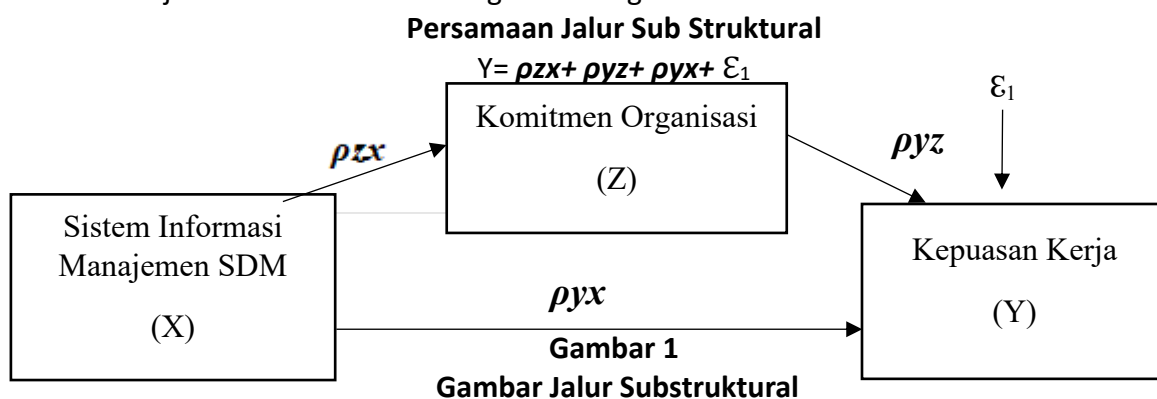 Persamaan Jalur Sub Struktural
Y= ρzx+ ρyz+ ρyx+ Ɛ1
Komitmen Organisasi
(Z)
Ɛ1
ρzx
ρyz
Sistem Informasi
Manajemen SDM
(X)
Kepuasan Kerja
(Y)
ρyx
Gambar 1
Gambar Jalur Substruktural